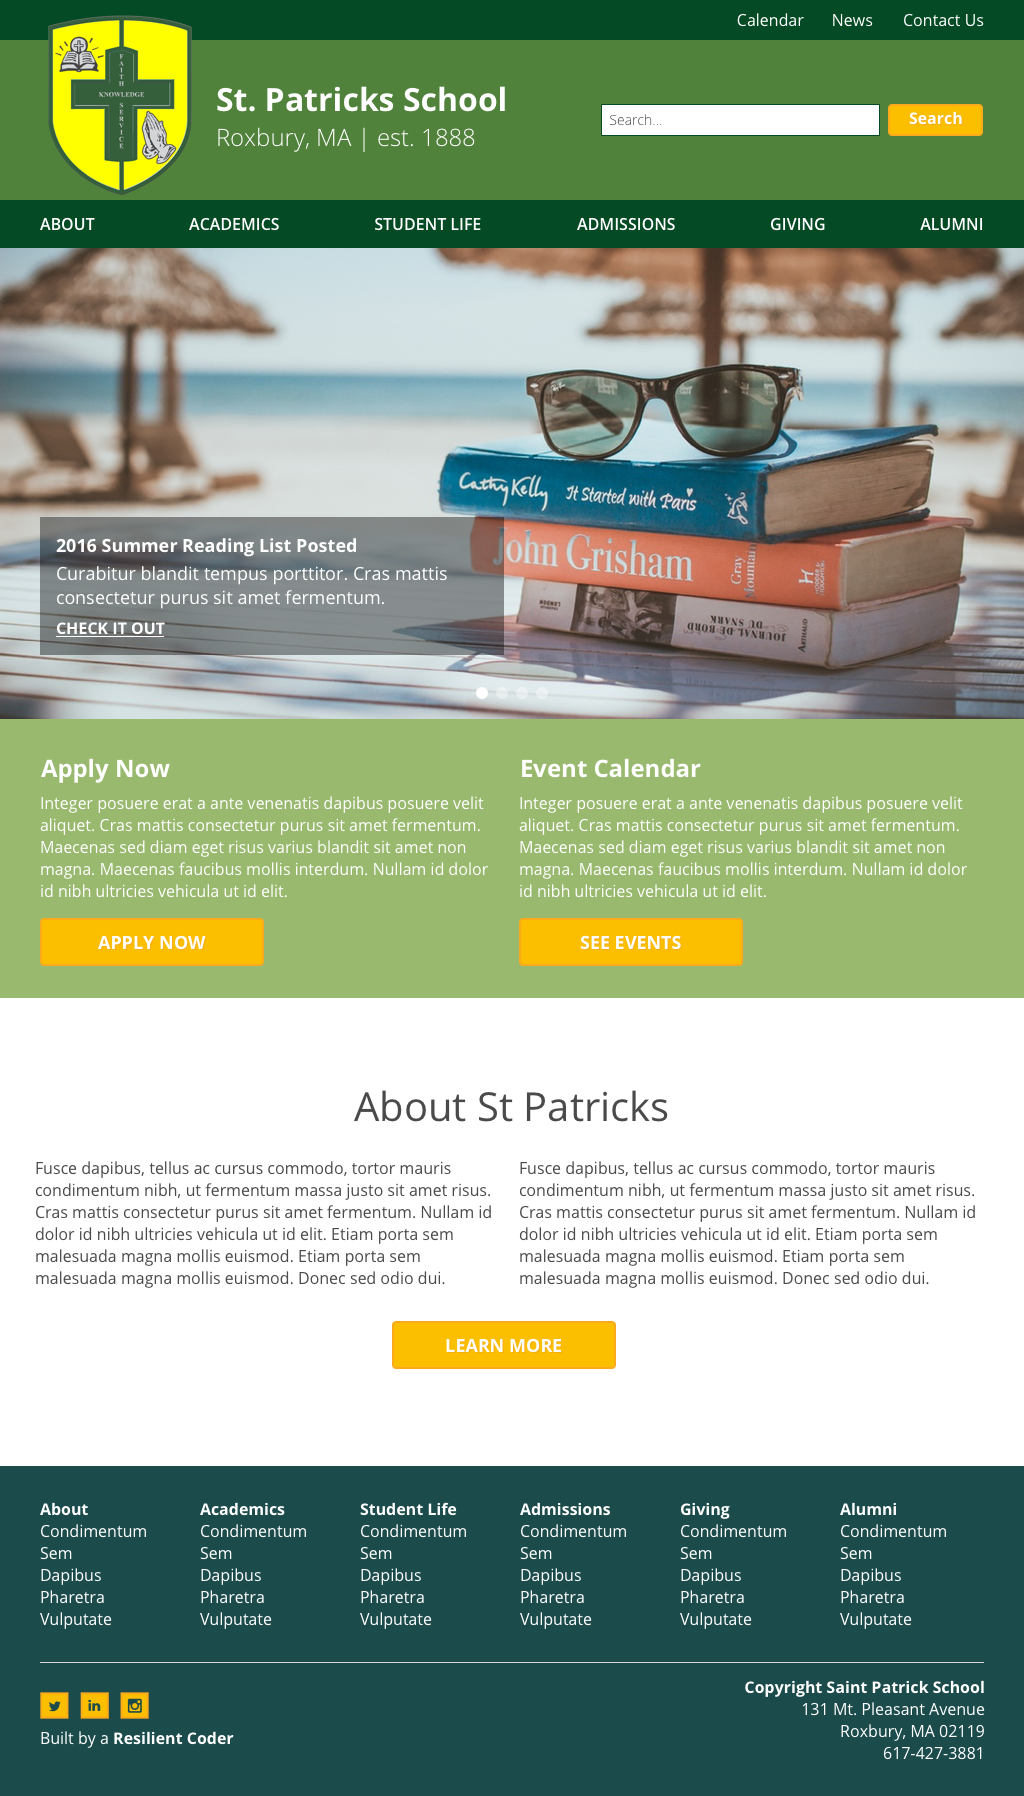 Calendar News Contact Us
FAITH
KNOWLEDGE
SERVICE
St. Patricks School
Roxbury, MA | est. 1888
Search...
Search
ABOUT ACADEMICS STUDENT LIFE ADMISSIONS GIVING ALUMNI
Ray-Ban
Cathy Kelly It Started with Paris
John Grisham Gray Mountain
HODDER & STOUGHTON
LONDON SNARK DU JOURNAL DE BORD ARTHAUD
2016 Summer Reading List Posted
Curabitur blandit tempus porttitor. Cras mattis
consectetur purus sit amet fermentum.
CHECK IT OUT
Apply Now
Integer posuere erat a ante venenatis dapibus posuere velit
aliquet. Cras mattis consectetur purus sit amet fermentum.
Maecenas sed diam eget risus varius blandit sit amet non
magna. Maecenas faucibus mollis interdum. Nullam id dolor
id nibh ultricies vehicula ut id elit.
APPLY NOW
Event Calendar
Integer posuere erat a ante venenatis dapibus posuere velit
aliquet. Cras mattis consectetur purus sit amet fermentum.
Maecenas sed diam eget risus varius blandit sit amet non
magna. Maecenas faucibus mollis interdum. Nullam id dolor
id nibh ultricies vehicula ut id elit.
SEE EVENTS
About St Patricks
Fusce dapibus, tellus ac cursus commodo, tortor mauris
condimentum nibh, ut fermentum massa justo sit amet risus.
Cras mattis consectetur purus sit amet fermentum. Nullam id
dolor id nibh ultricies vehicula ut id elit. Etiam porta sem
malesuada magna mollis euismod. Etiam porta sem
malesuada magna mollis euismod. Donec sed odio dui.
Fusce dapibus, tellus ac cursus commodo, tortor mauris
condimentum nibh, ut fermentum massa justo sit amet risus.
Cras mattis consectetur purus sit amet fermentum. Nullam id
dolor id nibh ultricies vehicula ut id elit. Etiam porta sem
malesuada magna mollis euismod. Etiam porta sem
malesuada magna mollis euismod. Donec sed odio dui.
LEARN MORE
About
Condimentum
Sem
Dapibus
Pharetra
Vulputate
Academics
Condimentum
Sem
Dapibus
Pharetra
Vulputate
Student Life
Condimentum
Sem
Dapibus
Pharetra
Vulputate
Admissions
Condimentum
Sem
Dapibus
Pharetra
Vulputate
Giving
Condimentum
Sem
Dapibus
Pharetra
Vulputate
Alumni
Condimentum
Sem
Dapibus
Pharetra
Vulputate
in
Built by a Resilient Coder
Copyright Saint Patrick School
131 Mt. Pleasant Avenue
Roxbury, MA 02119
617-427-3881